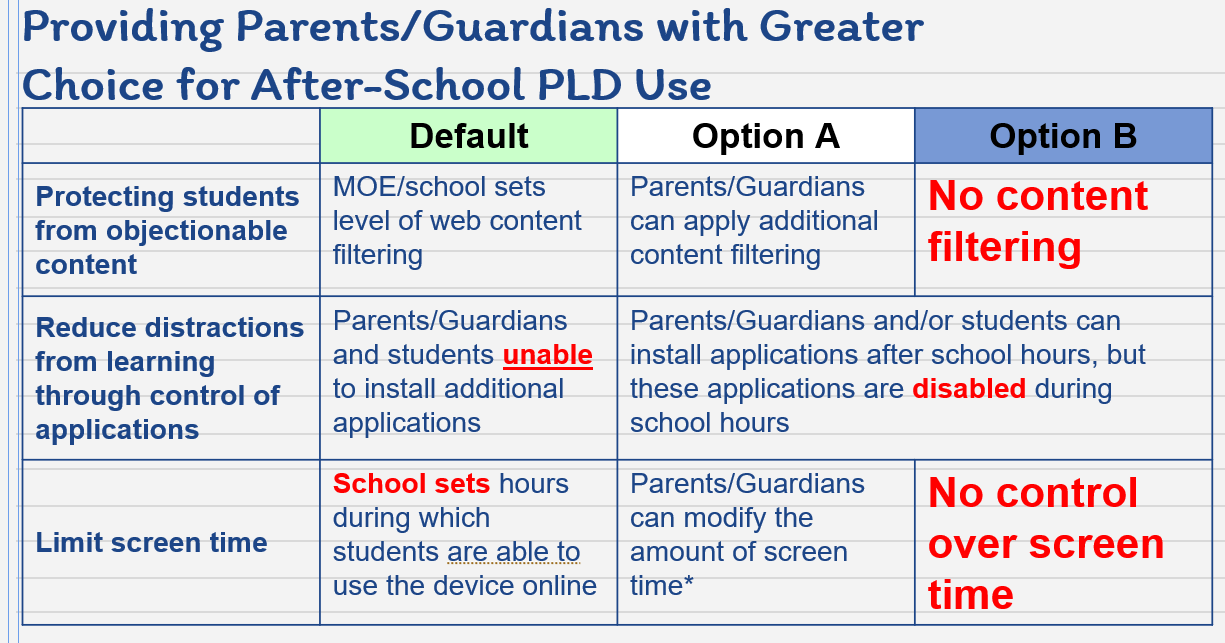 Providing Parents/Guardians with Greater
Choice for After-School PLD Use
Default
Option A
Option B
Protecting students
from objectionable
content
MOE/school sets
level of web content
filtering
Parents/Guardians
can apply additional
content filtering
No content
filtering
Reduce distractions
from learning
through control of
applications
Parents/Guardians
and students unable
to install additional
applications
Parents/Guardians and/or students can
install applications after school hours, but
these applications are disabled during
school hours
Limit screen time
School sets hours
during which
students are able to
use the device online
Parents/Guardians
can modify the
amount of screen
time*
No control
over screen
time